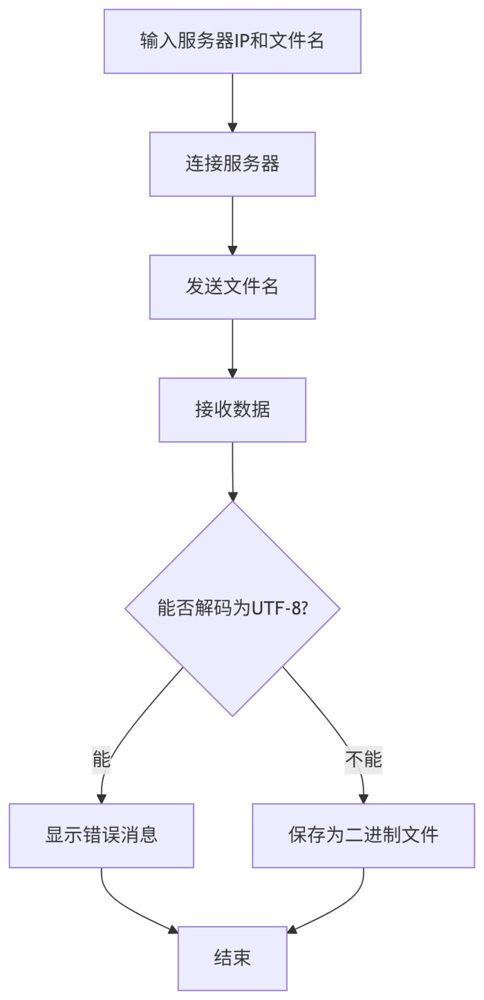 输入服务器IP和文件名
连接服务器
发送文件名
接收数据
能否解码为UTF-8?
能
不能
显示错误消息
保存为二进制文件
结束